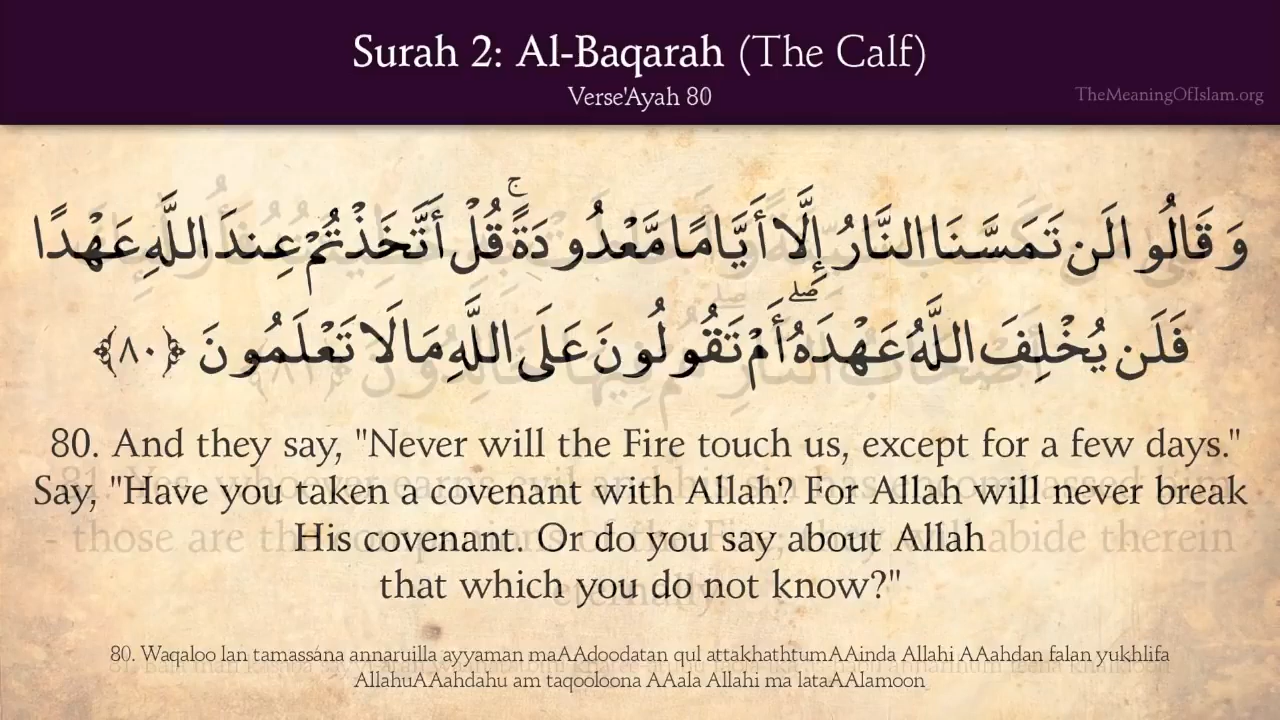 Surah 2: Al-Baqarah (The Calf)
Verse'Ayah 80
TheMeaningOfIslam.org
وَقَالُوا لَن تَمَسَّنَا النَّارُ إِلَّا أَيَّامًا مَّعْدُودَةً ۚ قُلْ أَتَّخَذْتُمْ عِندَ اللَّهِ عَهْدًا
فَلَن يُخْلِفَ اللَّهُ عَهْدَهُ ۖ أَمْ تَقُولُونَ عَلَى اللَّهِ مَا لَا تَعْلَمُونَ ﴿٨٠﴾
80. And they say, "Never will the Fire touch us, except for a few days."
Say, "Have you taken a covenant with Allah? For Allah will never break
His covenant. Or do you say about Allah
that which you do not know?"
80. Waqaloo lan tamassana annaruilla ayyaman maAAdoodatan qul attakhathtumAAinda Allahi AAahdan falan yukhlifa
AllahuAAahdahu am taqooloona AAala Allahi ma lataAAlamoon